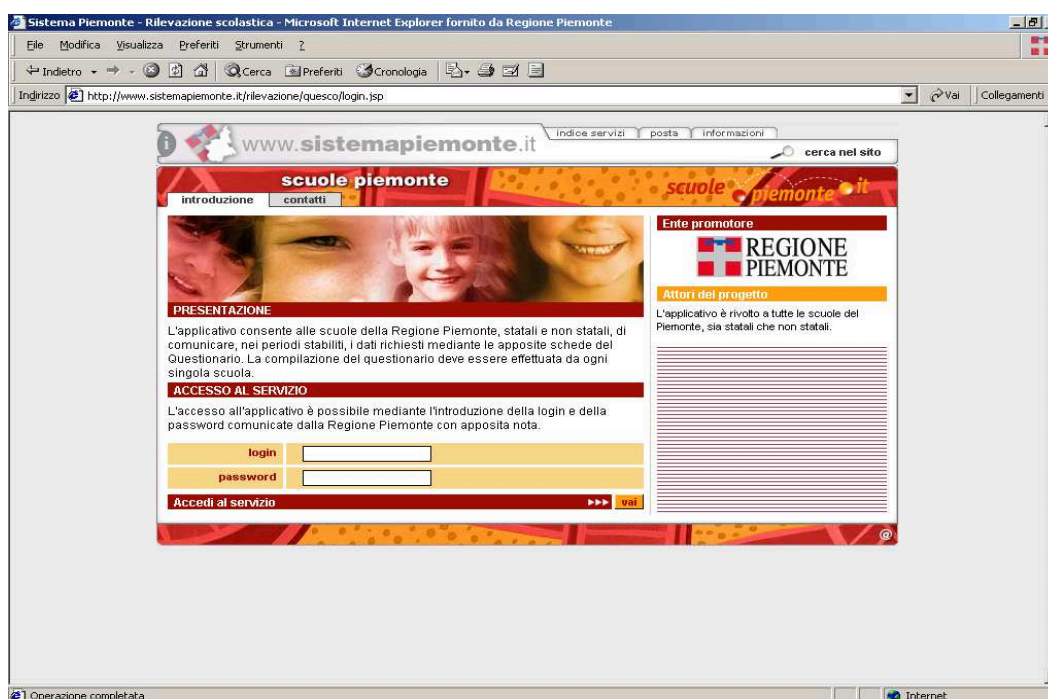 Sistema Piemonte - Rilevazione scolastica - Microsoft Internet Explorer fornito da Regione Piemonte
File Modifica Visualizza Preferiti Strumenti ?
Indietro Cerca Preferiti Cronologia
Indirizzo http://www.sistemapiemonte.it/rilevazione/quesco/login.jsp Vai Collegamenti
www.sistemapiemonte.it indice servizi posta informazioni
cerca nel sito
scuole piemonte
scuole piemonte it
introduzione contatti
Ente promotore
REGIONE
PIEMONTE
Attori del progetto
L'applicativo è rivolto a tutte le scuole del
Piemonte, sia statali che non statali.
PRESENTAZIONE
L'applicativo consente alle scuole della Regione Piemonte, statali e non statali, di
comunicare, nei periodi stabiliti, i dati richiesti mediante le apposite schede del
Questionario. La compilazione del questionario deve essere effettuata da ogni
singola scuola.
ACCESSO AL SERVIZIO
L'accesso all'applicativo è possibile mediante l'introduzione della login e della
password comunicate dalla Regione Piemonte con apposita nota.
login
password
Accedi al servizio vai
@
Operazione completata Internet